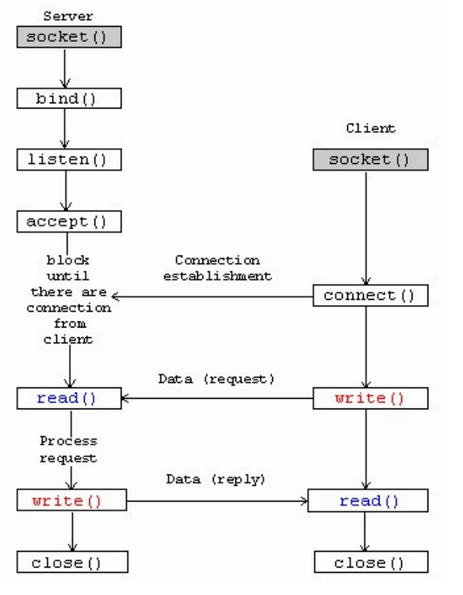 Server
socket()
bind()
Client
listen()
socket()
accept()
block
until
there are
connection
from
client
Connection
establishment
connect()
Data (request)
read()
write()
Process
request
Data (reply)
write()
read()
close()
close()